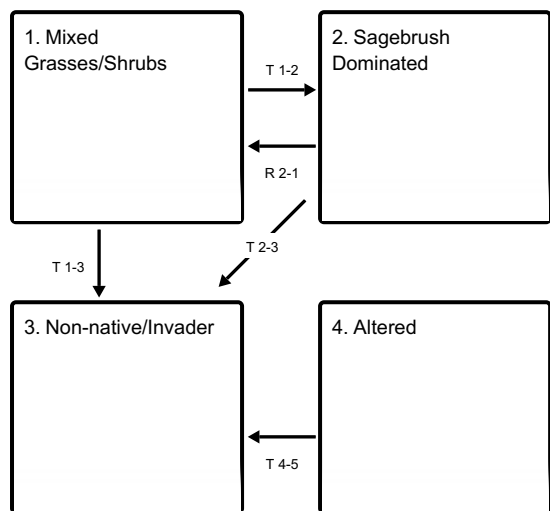 1. Mixed
Grasses/Shrubs
T 1-2
2. Sagebrush
Dominated
R 2-1
T 1-3
T 2-3
3. Non-native/Invader
4. Altered
T 4-5